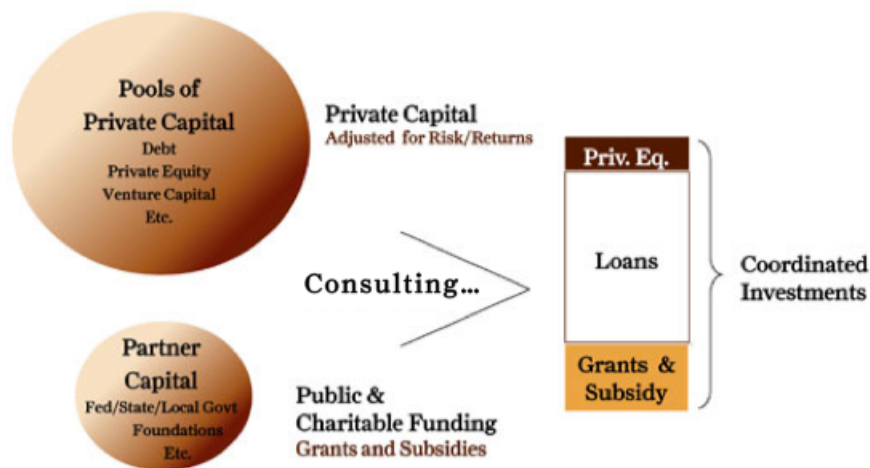 Pools of
Private Capital
Debt
Private Equity
Venture Capital
Etc.
Private Capital
Adjusted for Risk/Returns
Consulting...
Partner
Capital
Fed/State/Local Govt
Foundations
Etc.
Public &
Charitable Funding
Grants and Subsidies
Priv. Eq.
Loans
Grants &
Subsidy
Coordinated
Investments